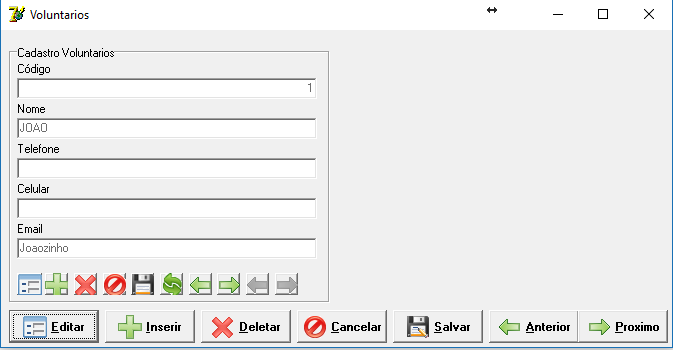 Voluntarios
Cadastro Voluntarios
Código
1
Nome
JOAO
Telefone
Celular
Email
Joaozinho
Editar Inserir Deletar Cancelar Salvar Anterior Proximo